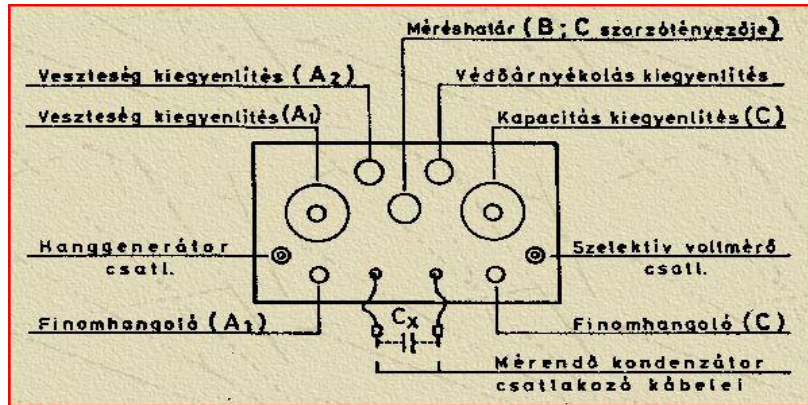 Méréshatár (B ; C szorzótényezője)
Veszteség kiegyenlítés (A2)
Védőárnyékolás kiegyenlítés
Veszteség kiegyenlítés (A1)
Kapacitás kiegyenlítés (C)
Hanggenerátor
csatl.
Szelektív voltmérő
csatl.
Finomhangoló (A1)
Cx
Finomhangoló (C)
Mérendő kondenzátor
csatlakozó kábelei